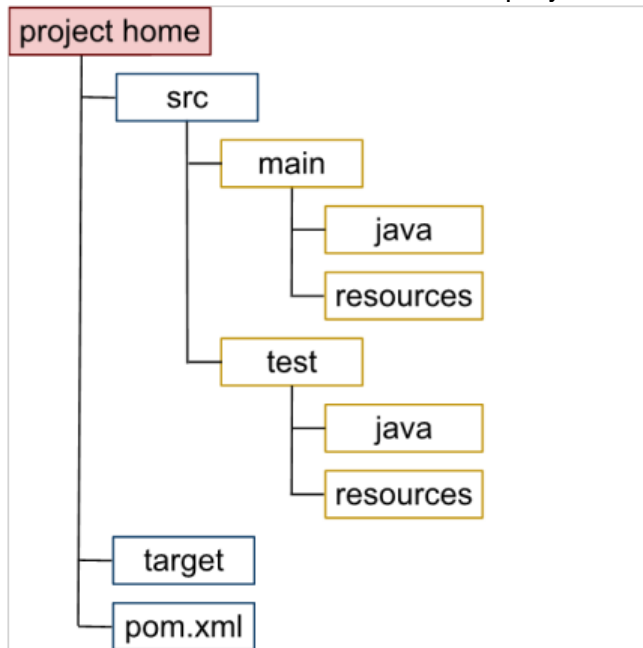 project home
src
main
java
resources
test
java
resources
target
pom.xml